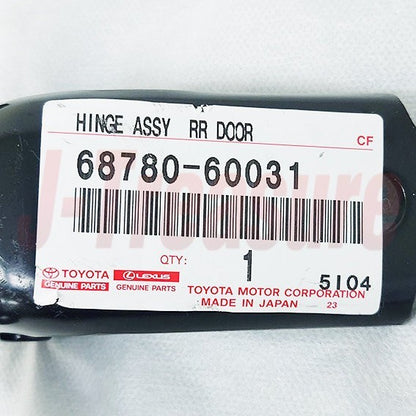 HINGE ASSY RR DOOR
CF
68780-60031
J-Treasure
QTY: 1
5104
TOYOTA LEXUS
GENUINE PARTS GENUINE PARTS
TOYOTA MOTOR CORPORATION
MADE IN JAPAN 23